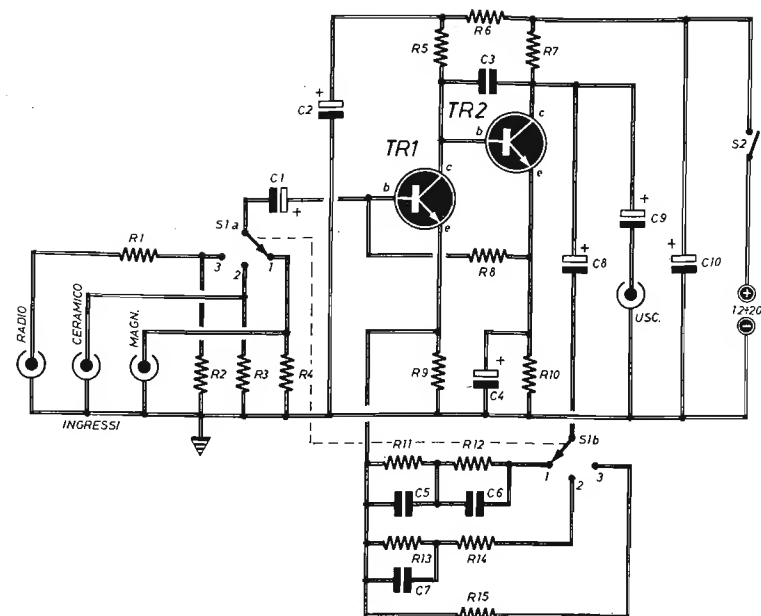 R6
R5
R7
C3
+
C2
TR2
b
c
S2
TR1
e
C1
+
b
c
S1a
e
R1
3
2
1
R8
+
C8
+
C9
+
C10
+
12÷20
−
USC.
RADIO
CERAMICO
MAGN.
R2
R3
R4
R9
+
C4
R10
INGRESSI
S1b
R11
R12
1
2
3
C5
C6
R13
R14
C7
R15